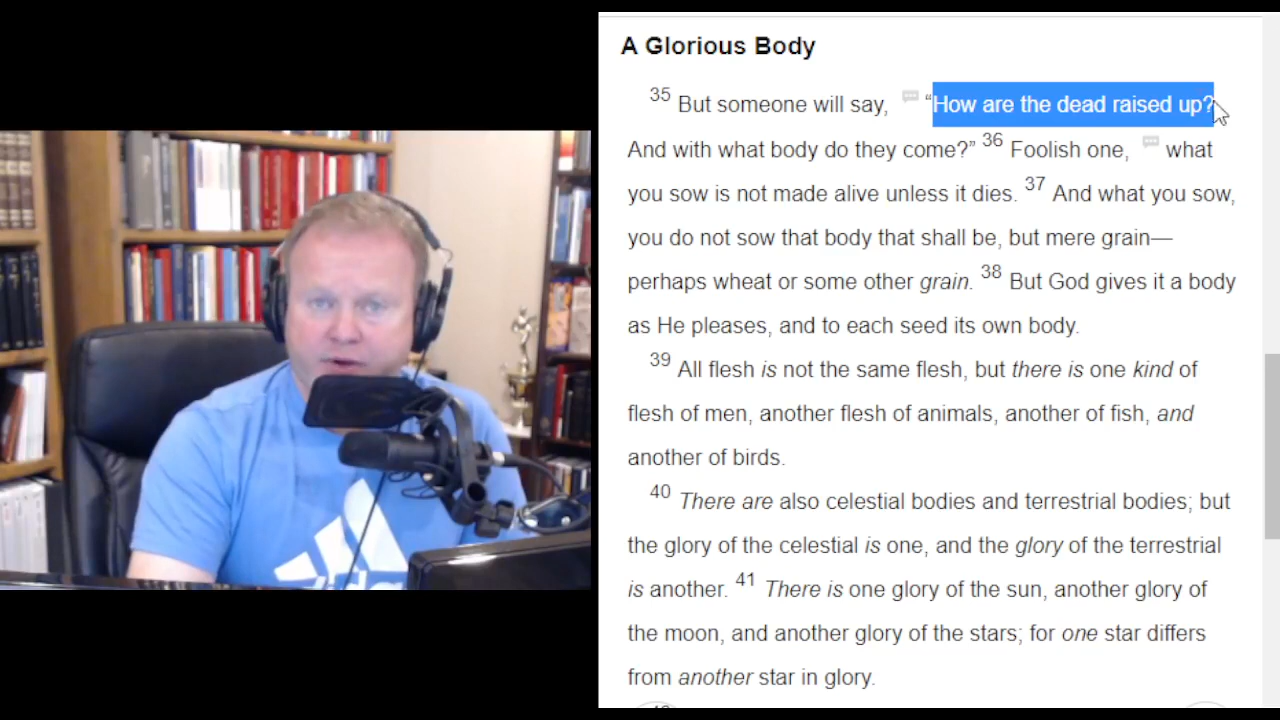 A Glorious Body
35 But someone will say, “How are the dead raised up?
And with what body do they come?” 36 Foolish one, what
you sow is not made alive unless it dies. 37 And what you sow,
you do not sow that body that shall be, but mere grain—
perhaps wheat or some other grain. 38 But God gives it a body
as He pleases, and to each seed its own body.
39 All flesh is not the same flesh, but there is one kind of
flesh of men, another flesh of animals, another of fish, and
another of birds.
40 There are also celestial bodies and terrestrial bodies; but
the glory of the celestial is one, and the glory of the terrestrial
is another. 41 There is one glory of the sun, another glory of
the moon, and another glory of the stars; for one star differs
from another star in glory.
adidas